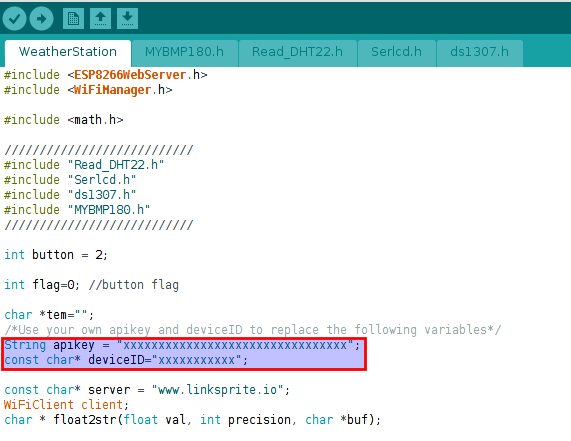 WeatherStation MYBMP180.h Read_DHT22.h Serlcd.h ds1307.h
#include <ESP8266WebServer.h>
#include <WiFiManager.h>
#include <math.h>
///////////////////////////
#include "Read_DHT22.h"
#include "Serlcd.h"
#include "ds1307.h"
#include "MYBMP180.h"
///////////////////////////
int button = 2;
int flag=0; //button flag
char *tem="";
/*Use your own apikey and deviceID to replace the following variables*/
String apikey = "xxxxxxxxxxxxxxxxxxxxxxxxxxxxxxxx";
const char* deviceID="xxxxxxxxxxx";
const char* server = "www.linksprite.io";
WiFiClient client;
char * float2str(float val, int precision, char *buf);